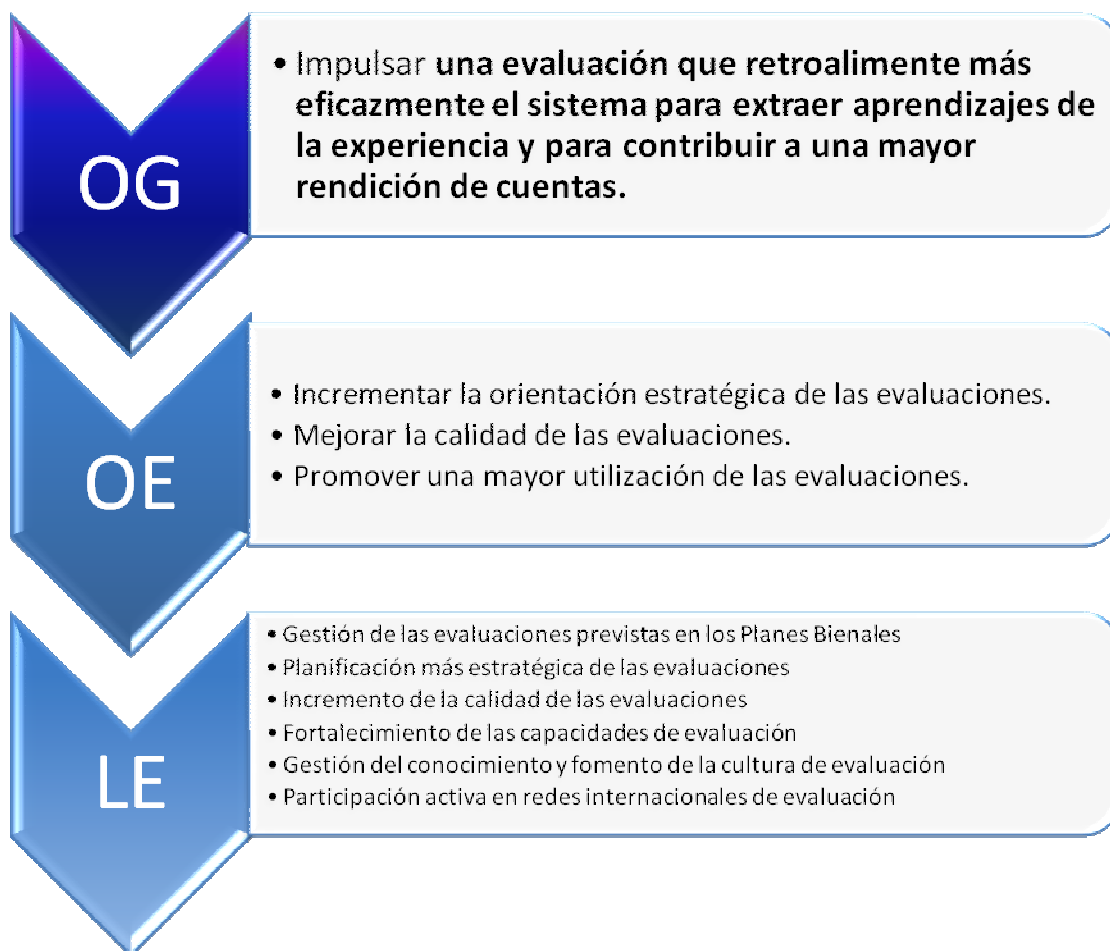 OG
• Impulsar una evaluación que retroalimente más
eficazmente el sistema para extraer aprendizajes de
la experiencia y para contribuir a una mayor
rendición de cuentas.
OE
• Incrementar la orientación estratégica de las evaluaciones.
• Mejorar la calidad de las evaluaciones.
• Promover una mayor utilización de las evaluaciones.
LE
• Gestión de las evaluaciones previstas en los Planes Bienales
• Planificación más estratégica de las evaluaciones
• Incremento de la calidad de las evaluaciones
• Fortalecimiento de las capacidades de evaluación
• Gestión del conocimiento y fomento de la cultura de evaluación
• Participación activa en redes internacionales de evaluación